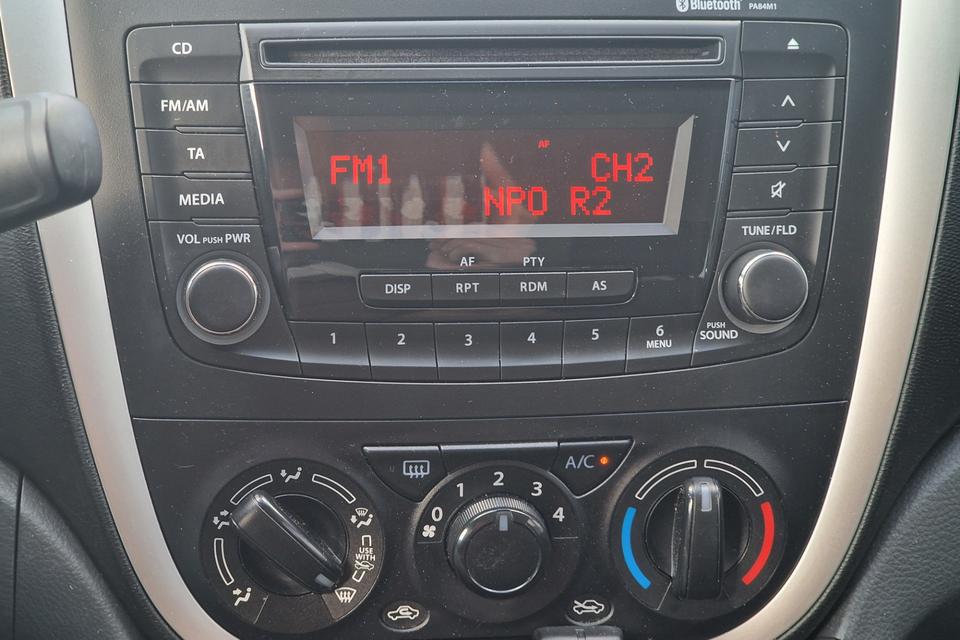 Bluetooth® PA84M1
CD
FM/AM
TA
MEDIA
VOL PUSH PWR
AF
FM1 CH2
NPO R2
TUNE/FLD
AF PTY
DISP RPT RDM AS
1 2 3 4 5 6
MENU
PUSH
SOUND
A/C
0 1 2 3 4
USE
WITH